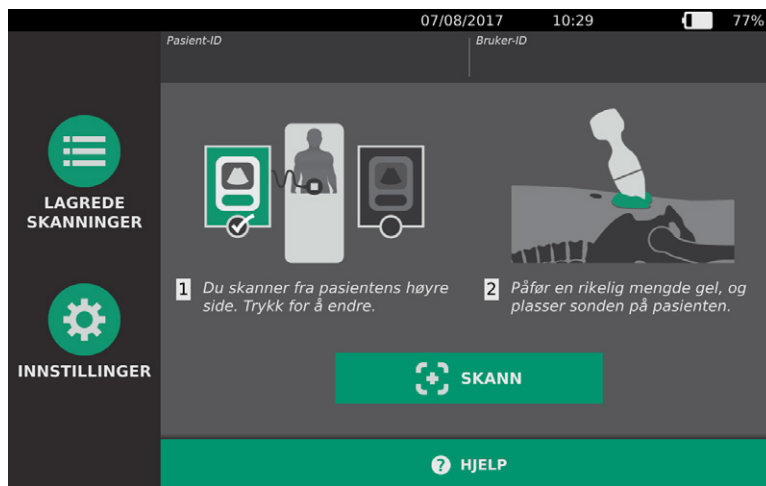 07/08/2017 10:29 77%
Pasient-ID
Bruker-ID
LAGREDE
SKANNINGER
INNSTILLINGER
1 Du skanner fra pasientens høyre
side. Trykk for å endre.
2 Påfør en rikelig mengde gel, og
plasser sonden på pasienten.
SKANN
? HJELP